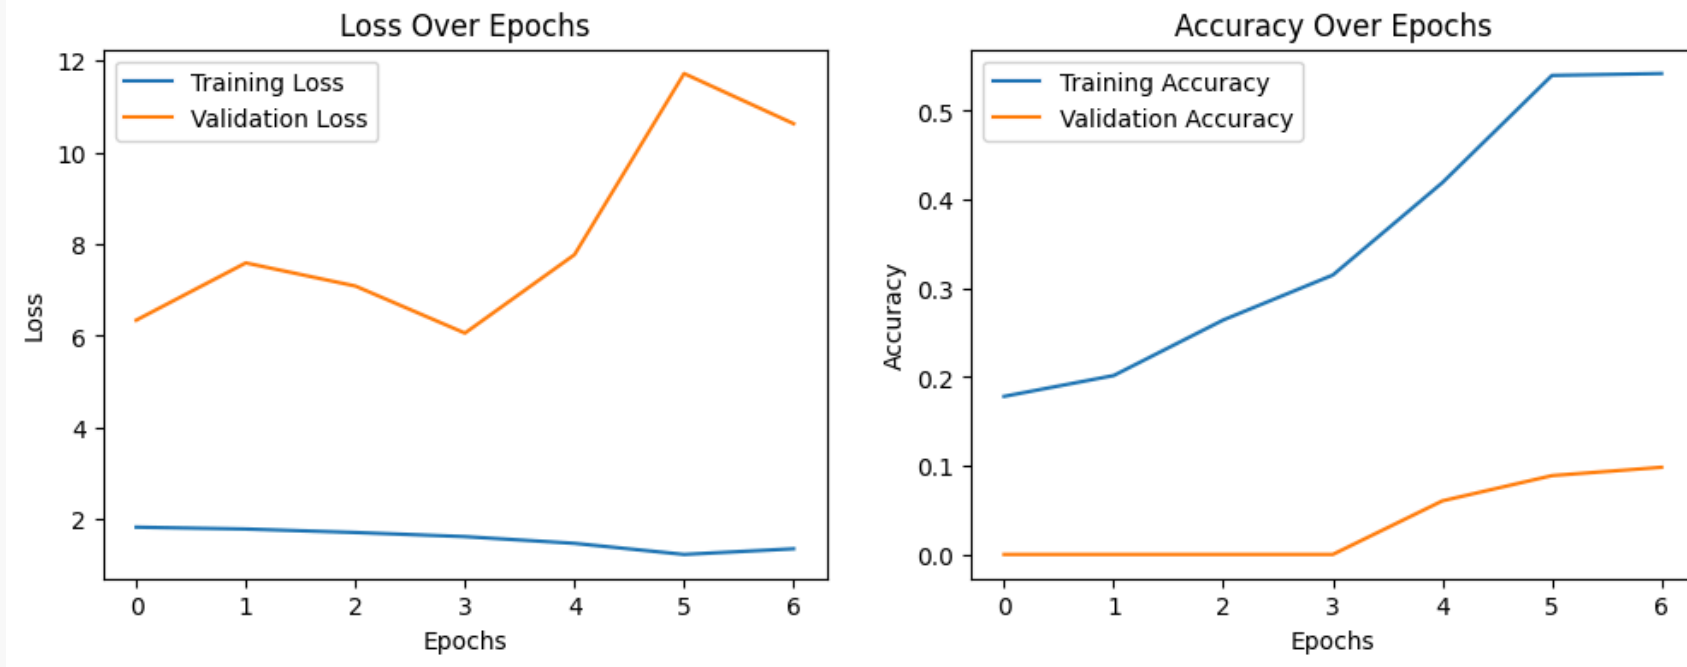 Loss Over Epochs
Training Loss
Validation Loss
12
10
8
6
4
2
Loss
0 1 2 3 4 5 6
Epochs
Accuracy Over Epochs
Training Accuracy
Validation Accuracy
0.5
0.4
0.3
0.2
0.1
0.0
Accuracy
0 1 2 3 4 5 6
Epochs